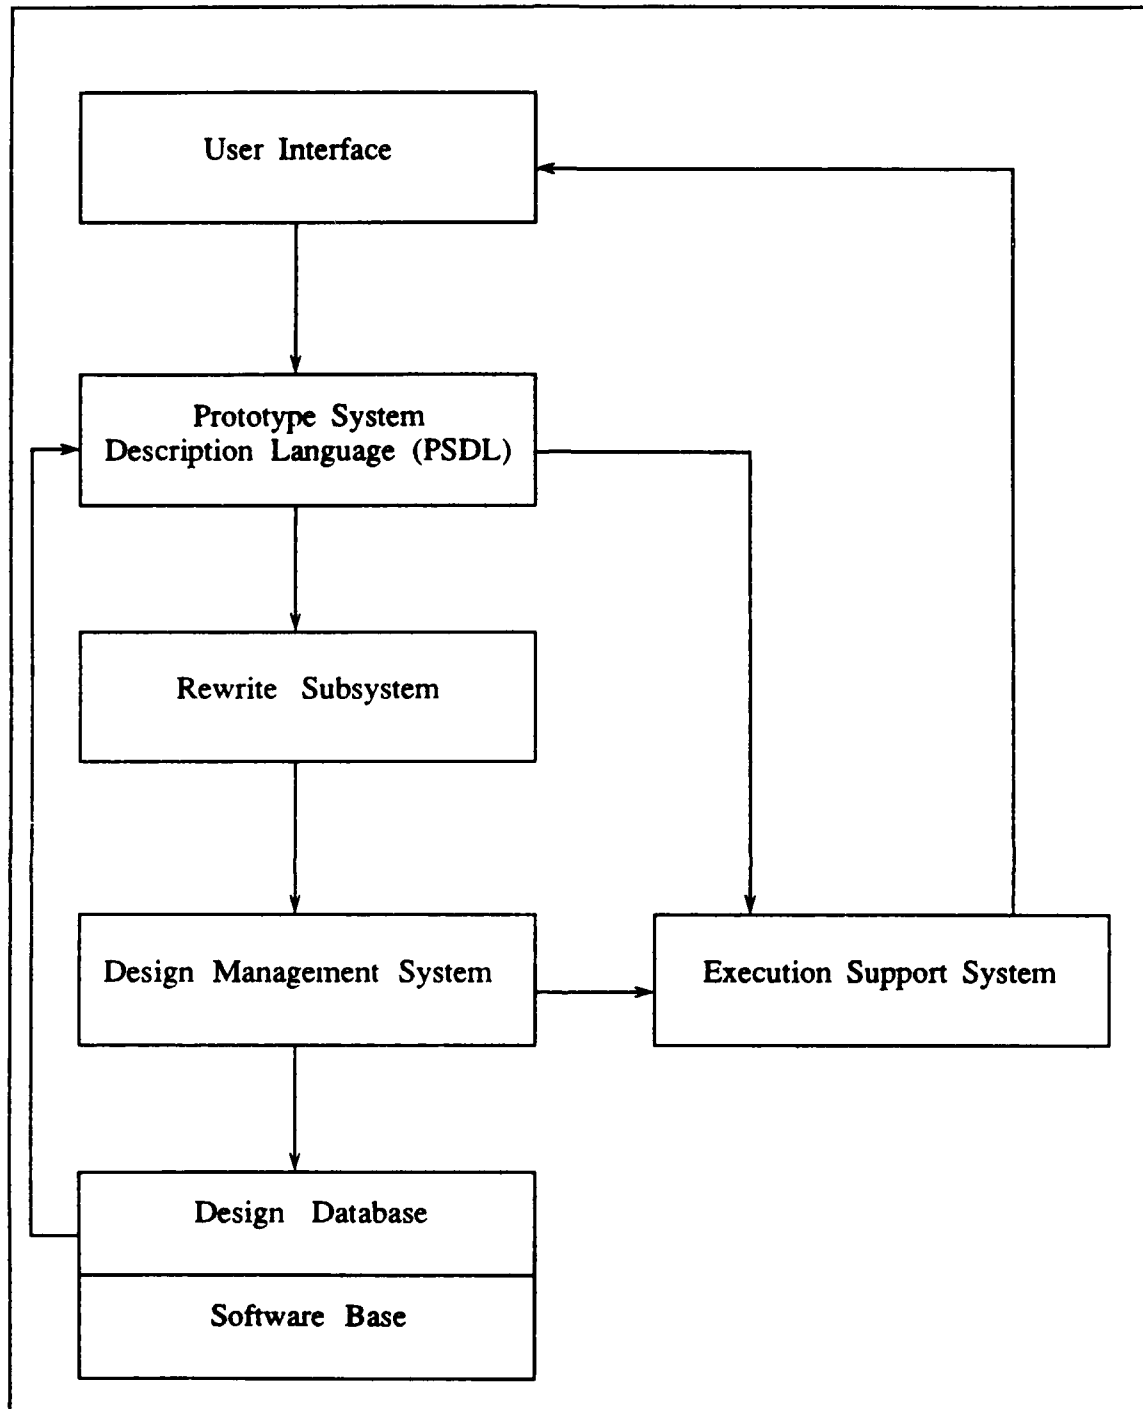 User Interface
Prototype System
Description Language (PSDL)
Rewrite Subsystem
Design Management System
Execution Support System
Design Database
Software Base